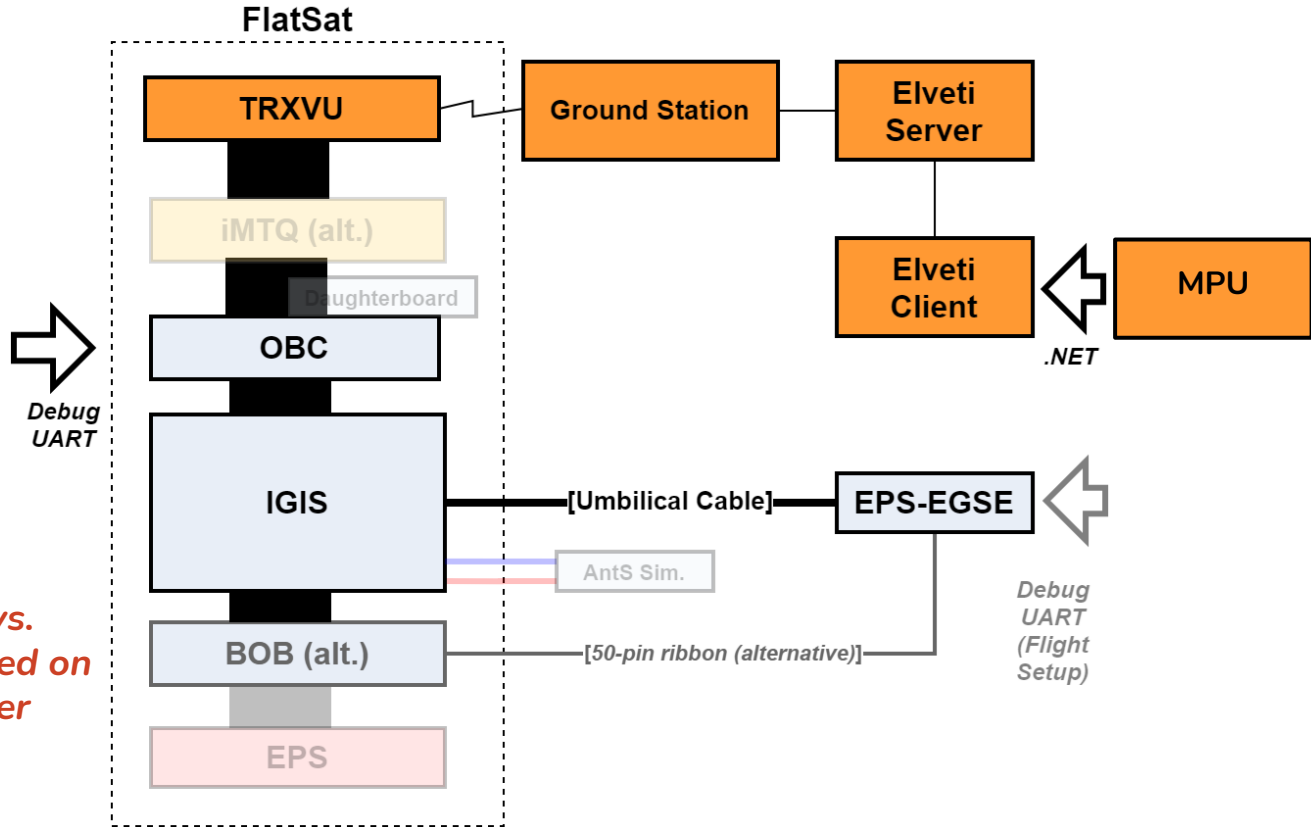 FlatSat
TRXVU
Ground Station
Elveti
Server
iMTQ (alt.)
Daughterboard
Elveti
Client
MPU
.NET
OBC
Debug
UART
IGIS
[Umbilical Cable]
EPS-EGSE
AntS Sim.
Debug
UART
(Flight
Setup)
vs.
ed on
er
BOB (alt.)
[50-pin ribbon (alternative)]
EPS